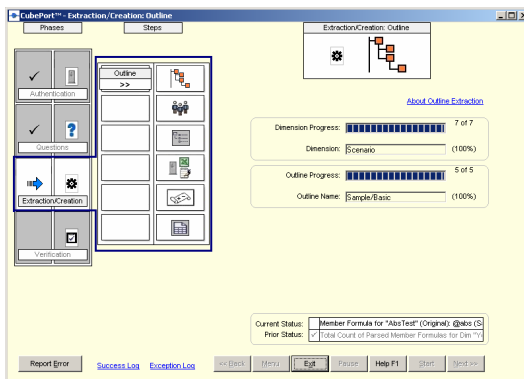 CubePort™ - Extraction/Creation: Outline
Phases
Steps
Extraction/Creation: Outline
Authentication
Questions
Extraction/Creation
Verification
Outline
>>
About Outline Extraction
Dimension Progress:
7 of 7
Dimension:
Scenario
(100%)
Outline Progress:
5 of 5
Outline Name:
Sample/Basic
(100%)
Current Status:
Member Formula for "AbsTest" (Original): @abs (S
Prior Status:
Total Count of Parsed Member Formulas for Dim "Y
Report Error
Success Log
Exception Log
<< Back
Menu
Exit
Pause
Help F1
Start
Next >>